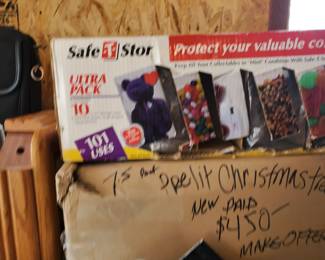 Safe T Stor
Protect your valuable co
ULTRA
PACK
10
101
USES
7.5 Foot prelit Christmas
NEW PAID
$450-
MAKE OFFER